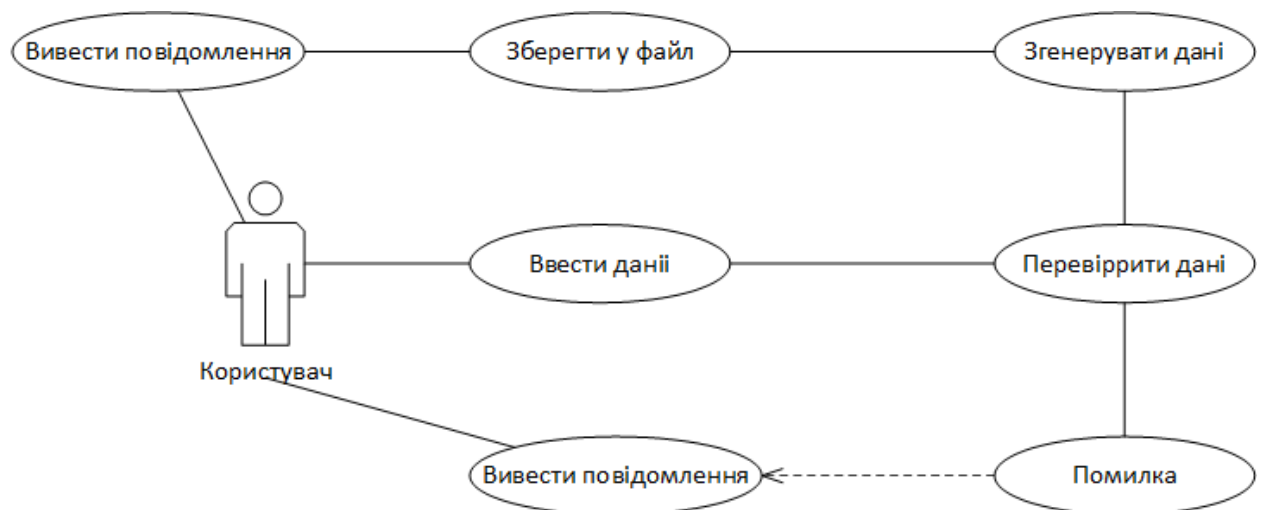 Вивести повідомлення
Зберегти у файл
Згенерувати дані
Ввести даніі
Перевіррити дані
Користувач
Вивести повідомлення
Помилка